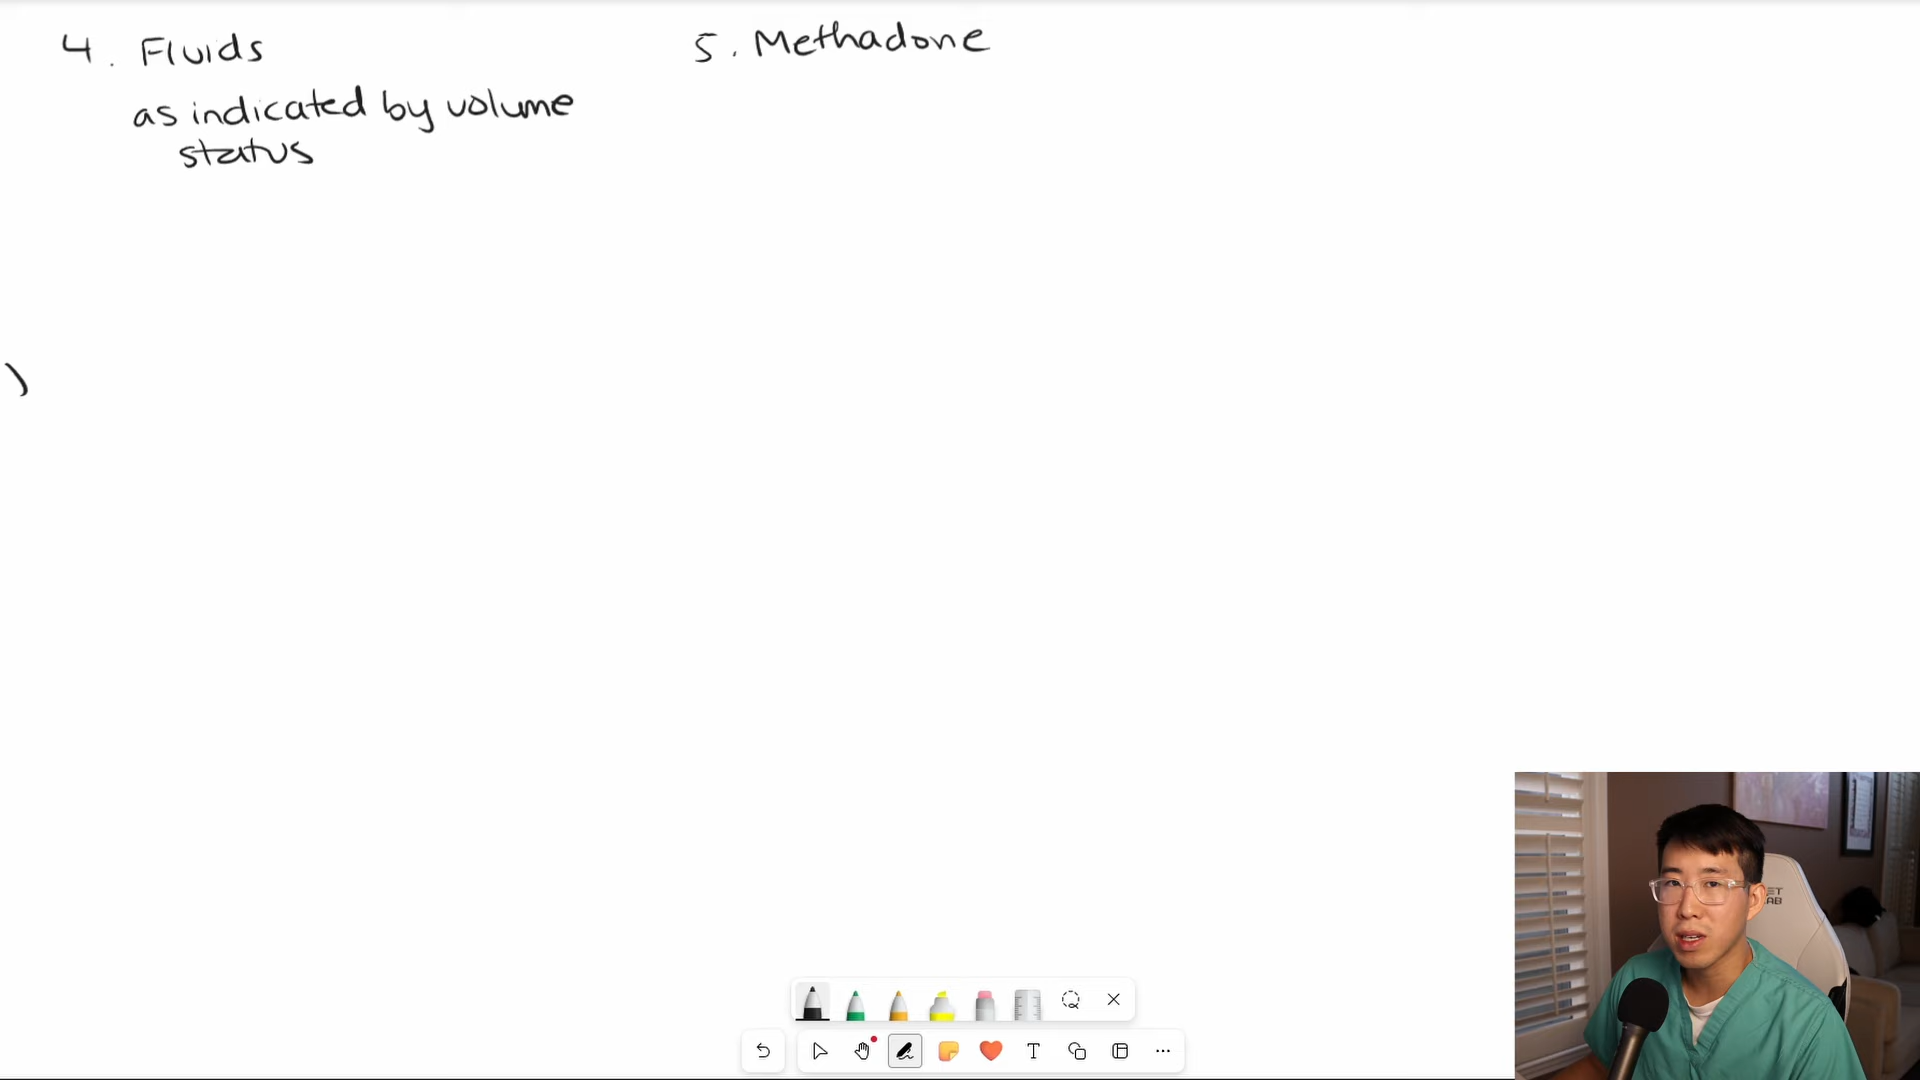 4. Fluids
as indicated by volume
status
)
5. Methadone
T